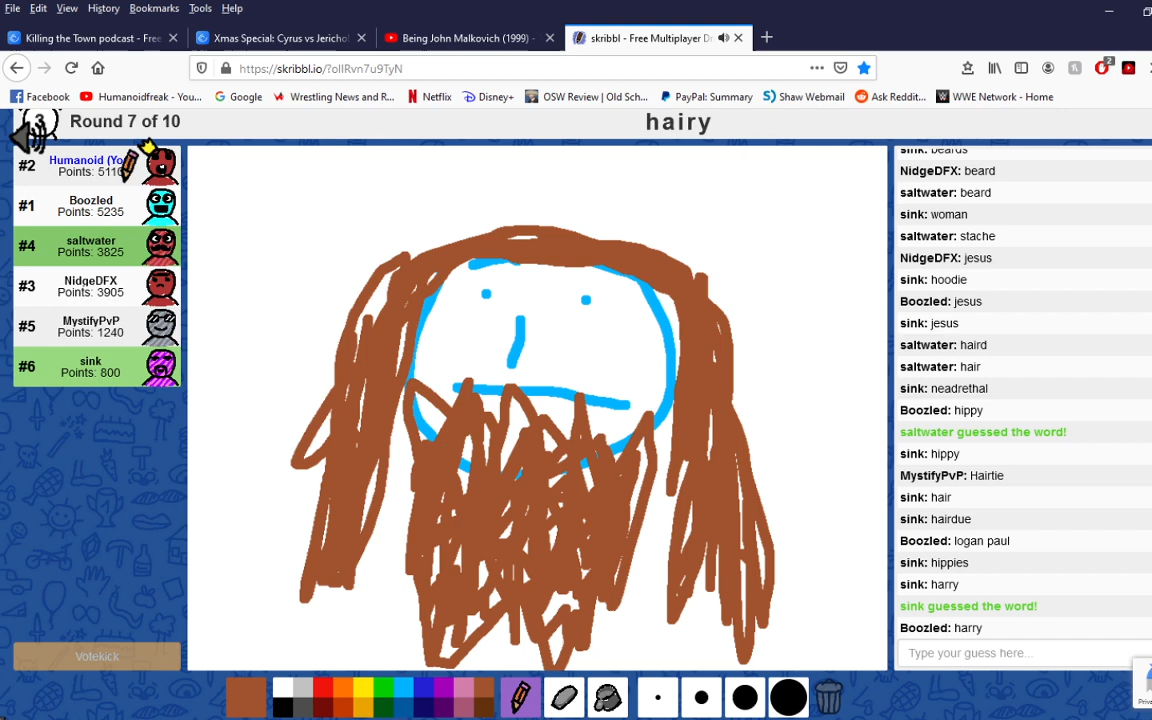 File Edit View History Bookmarks Tools Help
Killing the Town podcast - Free
Xmas Special: Cyrus vs Jericho!
Being John Malkovich (1999) -
skribbl - Free Multiplayer Dr
https://skribbl.io/?olIRvn7u9TyN
2
Facebook Humanoidfreak - You... Google Wrestling News and R... Netflix Disney+ OSW Review | Old Sch... PayPal: Summary Shaw Webmail Ask Reddit... WWE Network - Home
3 Round 7 of 10
hairy
#2 Humanoid (Yo
Points: 5110
#1 Boozled
Points: 5235
#4 saltwater
Points: 3825
#3 NidgeDFX
Points: 3905
#5 MystifyPvP
Points: 1240
#6 sink
Points: 800
Votekick
sink: beards
NidgeDFX: beard
saltwater: beard
sink: woman
saltwater: stache
NidgeDFX: jesus
sink: hoodie
Boozled: jesus
sink: jesus
saltwater: haird
saltwater: hair
sink: neadrethal
Boozled: hippy
saltwater guessed the word!
sink: hippy
MystifyPvP: Hairtie
sink: hair
sink: hairdue
Boozled: logan paul
sink: hippies
sink: harry
sink guessed the word!
Boozled: harry
Type your guess here...
Priva